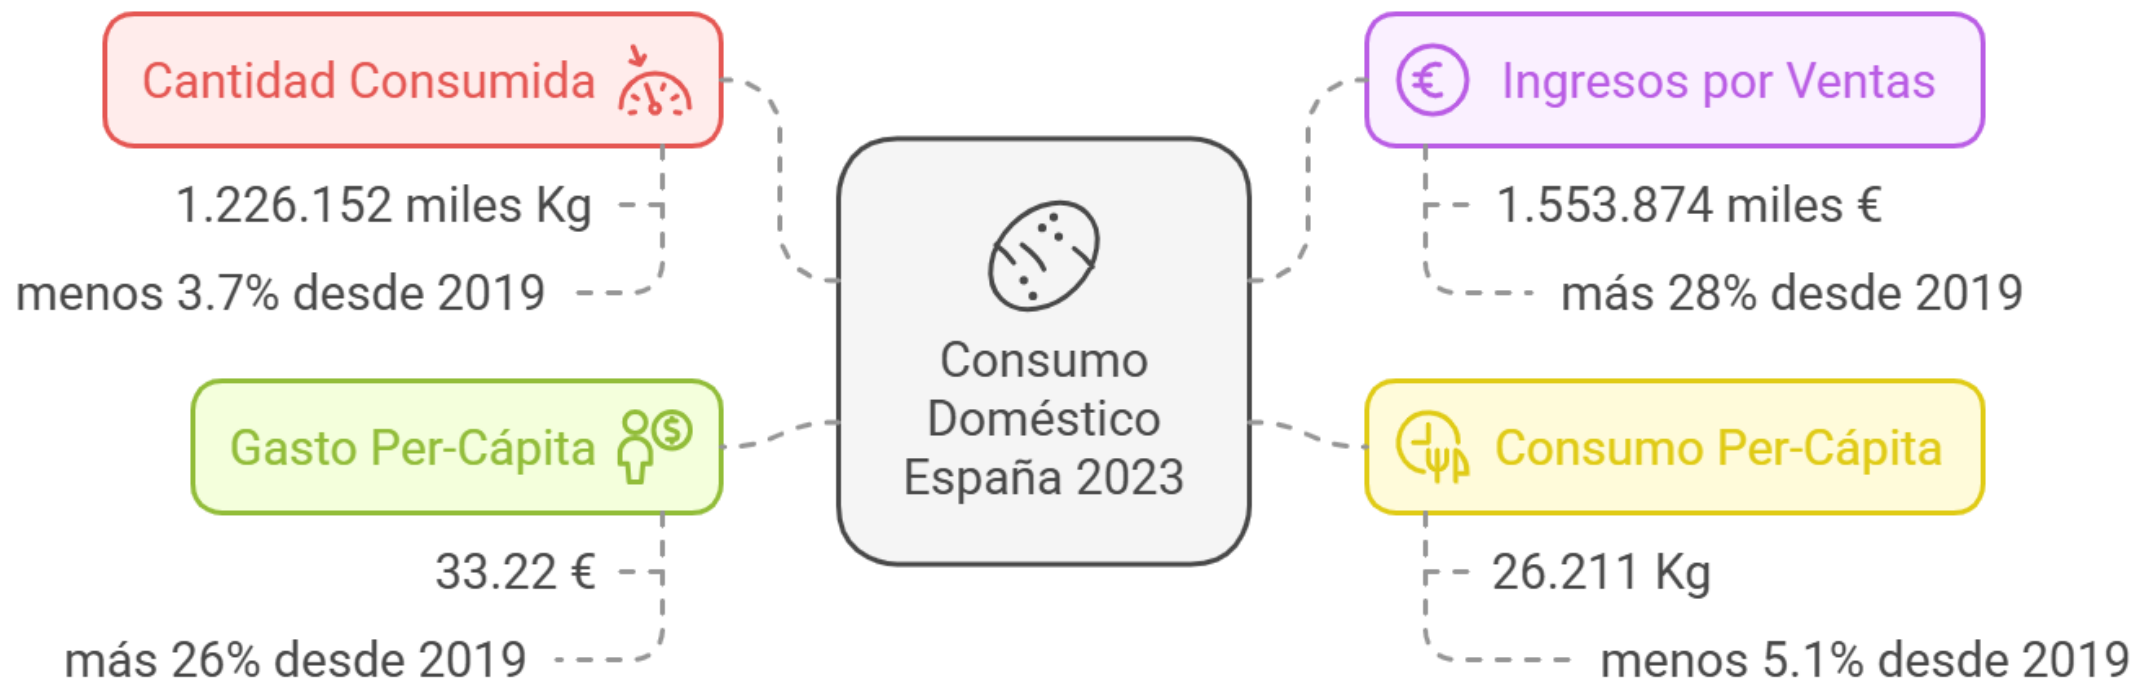 Cantidad Consumida
1.226.152 miles Kg
menos 3.7% desde 2019
Gasto Per-Cápita
33.22 €
más 26% desde 2019
Consumo
Doméstico
España 2023
Ingresos por Ventas
1.553.874 miles €
más 28% desde 2019
Consumo Per-Cápita
26.211 Kg
menos 5.1% desde 2019